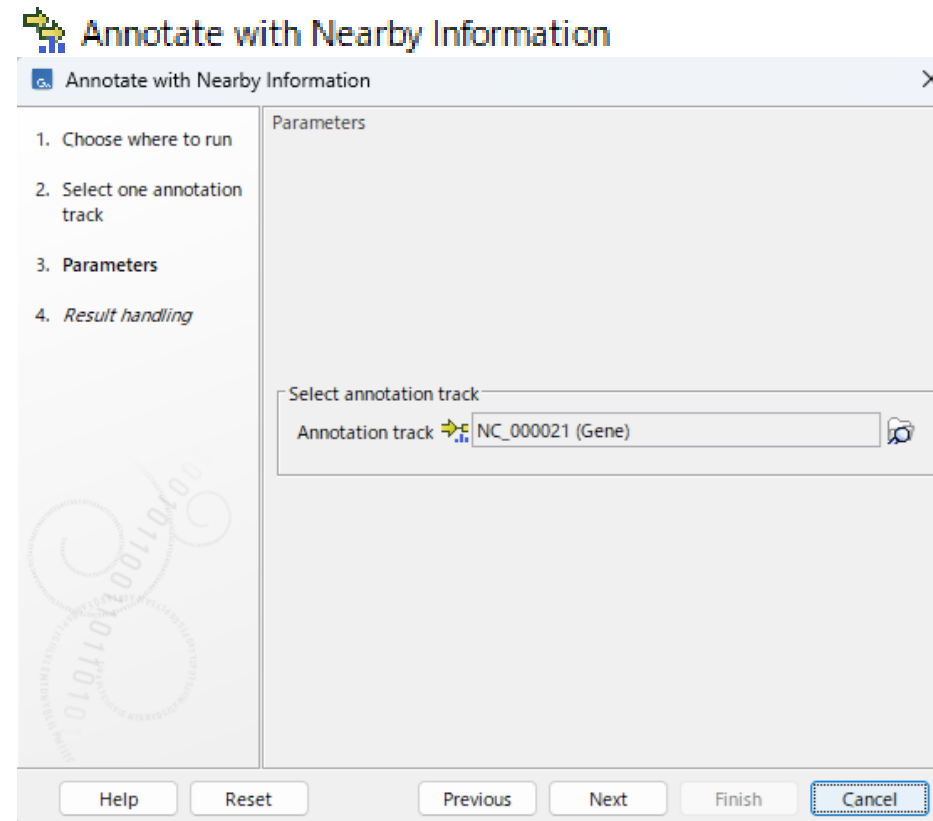 Annotate with Nearby Information
Annotate with Nearby Information
Parameters
1. Choose where to run
2. Select one annotation
track
3. Parameters
4. Result handling
Select annotation track
Annotation track NC_000021 (Gene)
Help Reset Previous Next Finish Cancel